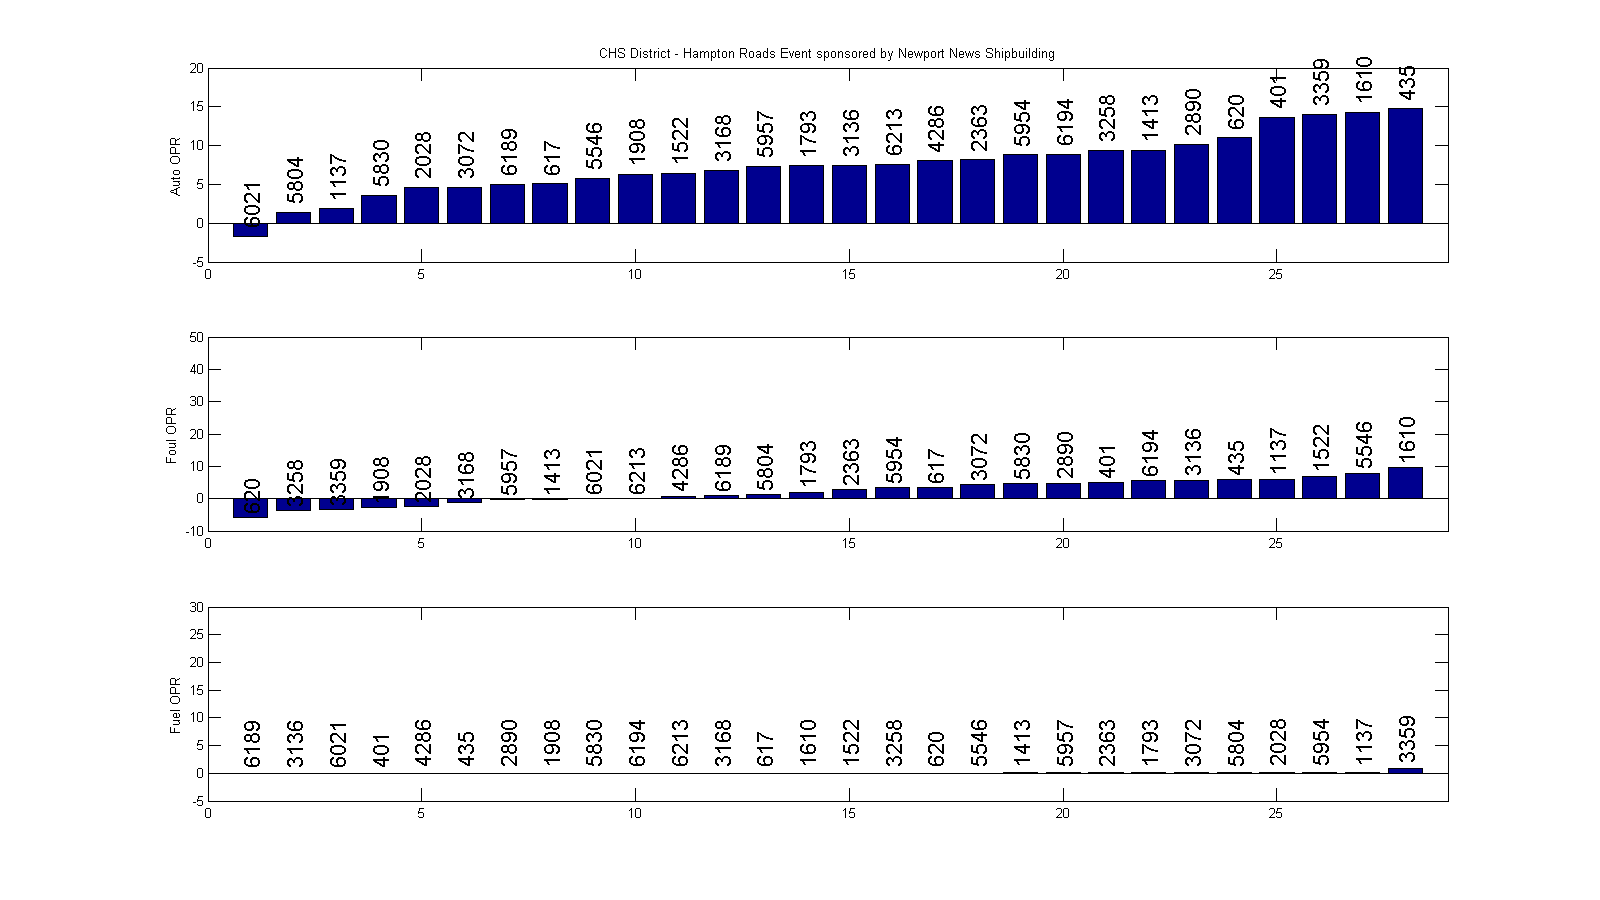 CHS District - Hampton Roads Event sponsored by Newport News Shipbuilding
Auto OPR
20
15
10
5
0
-5
6021 5804 1137 5830 2028 3072 6189 617 5546 1908 1522 3168 5957 1793 3136 6213 4286 2363 5954 6194 3258 1413 2890 620 401 3359 1610 435
0 5 10 15 20 25
Foul OPR
50
40
30
20
10
0
-10
620 3258 3359 1908 2028 3168 5957 1413 6021 6213 4286 6189 5804 1793 2363 5954 617 3072 5830 2890 401 6194 3136 435 1137 1522 5546 1610
0 5 10 15 20 25
Fuel OPR
30
25
20
15
10
5
0
-5
6189 3136 6021 401 4286 435 2890 1908 5830 6194 6213 3168 617 1610 1522 3258 620 5546 1413 5957 2363 1793 3072 5804 2028 5954 1137 3359
0 5 10 15 20 25